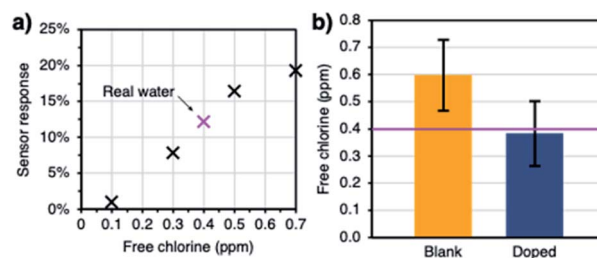 a)
25%
20%
15%
10%
5%
0%
Sensor response
Real water
0 0.1 0.2 0.3 0.4 0.5 0.6 0.7
Free chlorine (ppm)
b)
0.8
0.7
0.6
0.5
0.4
0.3
0.2
0.1
0.0
Free chlorine (ppm)
Blank Doped